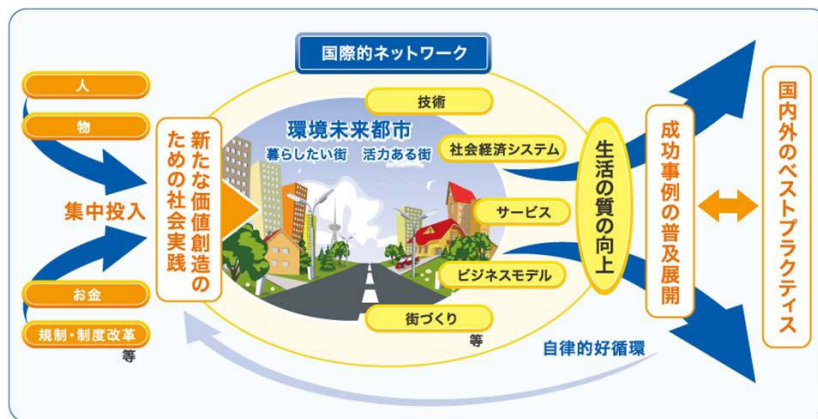 国際的ネットワーク
人
物
集中投入
お金
規制・制度改革
等
新たな価値創造の
ための社会実践
環境未来都市
暮らしたい街　活力ある街
技術
社会経済システム
サービス
ビジネスモデル
街づくり
等
生活の質の向上
成功事例の普及展開
国内外のベストプラクティス
自律的好循環